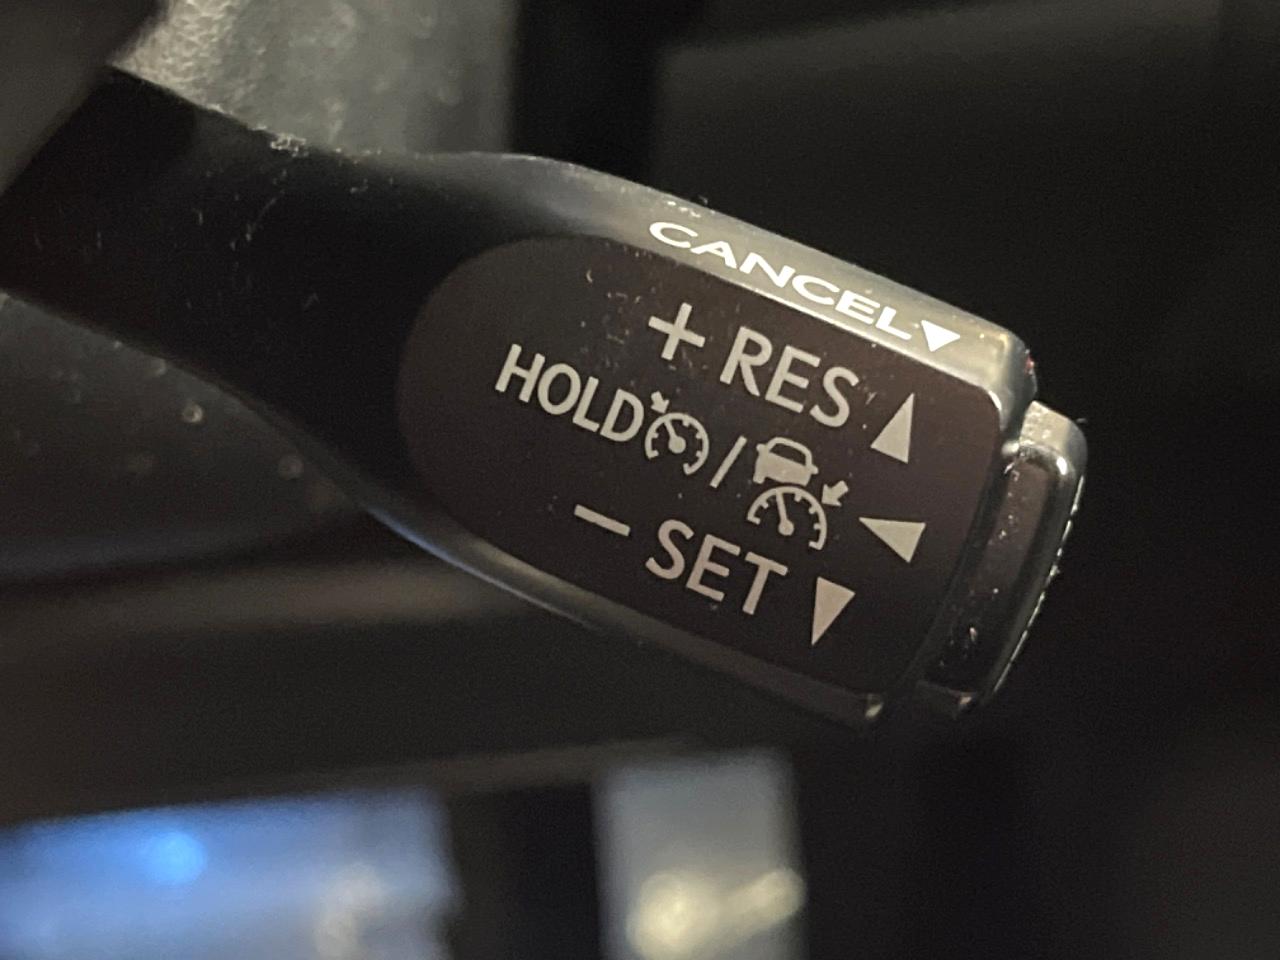 CANCEL▼
+ RES ▲
HOLD / ◀
− SET ▼